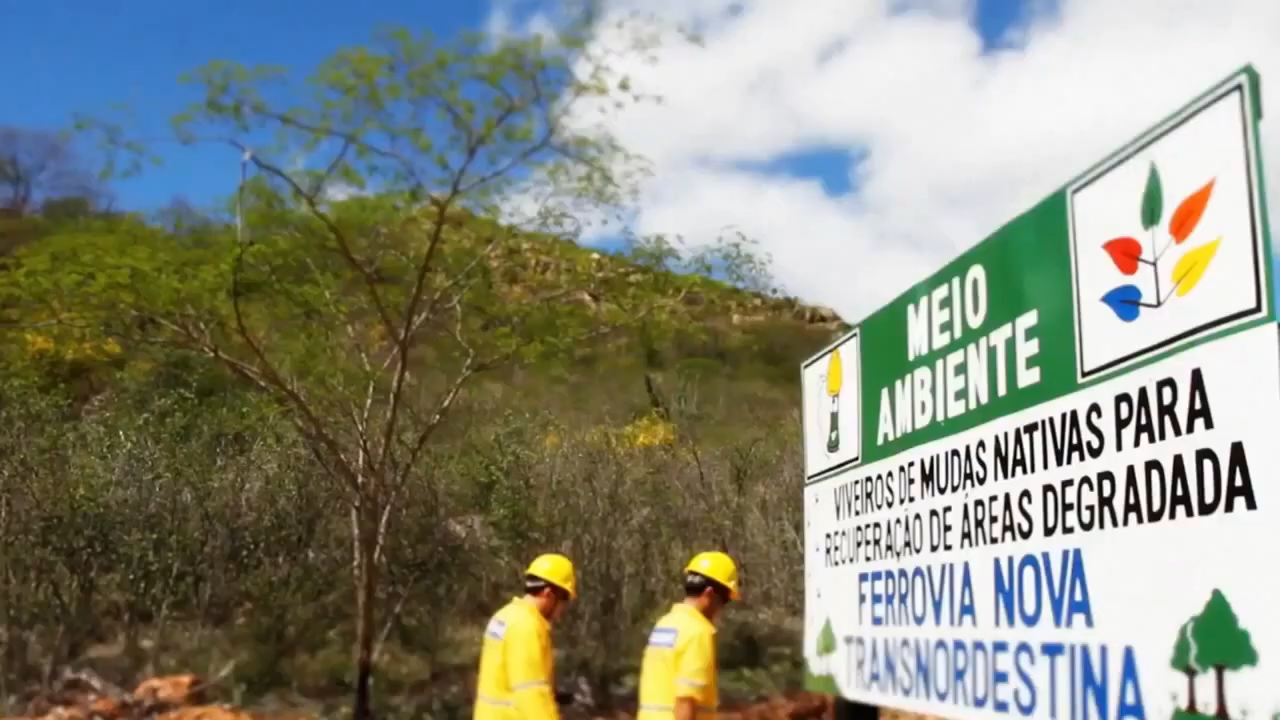 MEIO
AMBIENTE
VIVEIROS DE MUDAS NATIVAS PARA
RECUPERAÇÃO DE ÁREAS DEGRADADA
FERROVIA NOVA
TRANSNORDESTINA